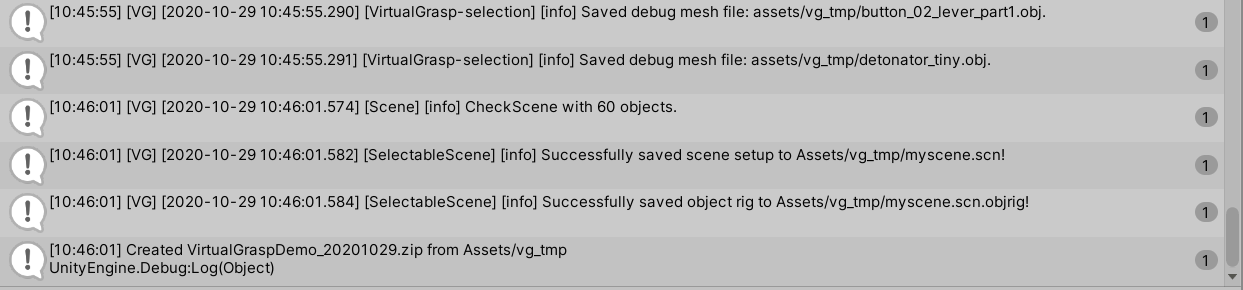 [10:45:55] [VG] [2020-10-29 10:45:55.290] [VirtualGrasp-selection] [info] Saved debug mesh file: assets/vg_tmp/button_02_lever_part1.obj.
1
[10:45:55] [VG] [2020-10-29 10:45:55.291] [VirtualGrasp-selection] [info] Saved debug mesh file: assets/vg_tmp/detonator_tiny.obj.
1
[10:46:01] [VG] [2020-10-29 10:46:01.574] [Scene] [info] CheckScene with 60 objects.
1
[10:46:01] [VG] [2020-10-29 10:46:01.582] [SelectableScene] [info] Successfully saved scene setup to Assets/vg_tmp/myscene.scn!
1
[10:46:01] [VG] [2020-10-29 10:46:01.584] [SelectableScene] [info] Successfully saved object rig to Assets/vg_tmp/myscene.scn.objrig!
1
[10:46:01] Created VirtualGraspDemo_20201029.zip from Assets/vg_tmp
UnityEngine.Debug:Log(Object)
1